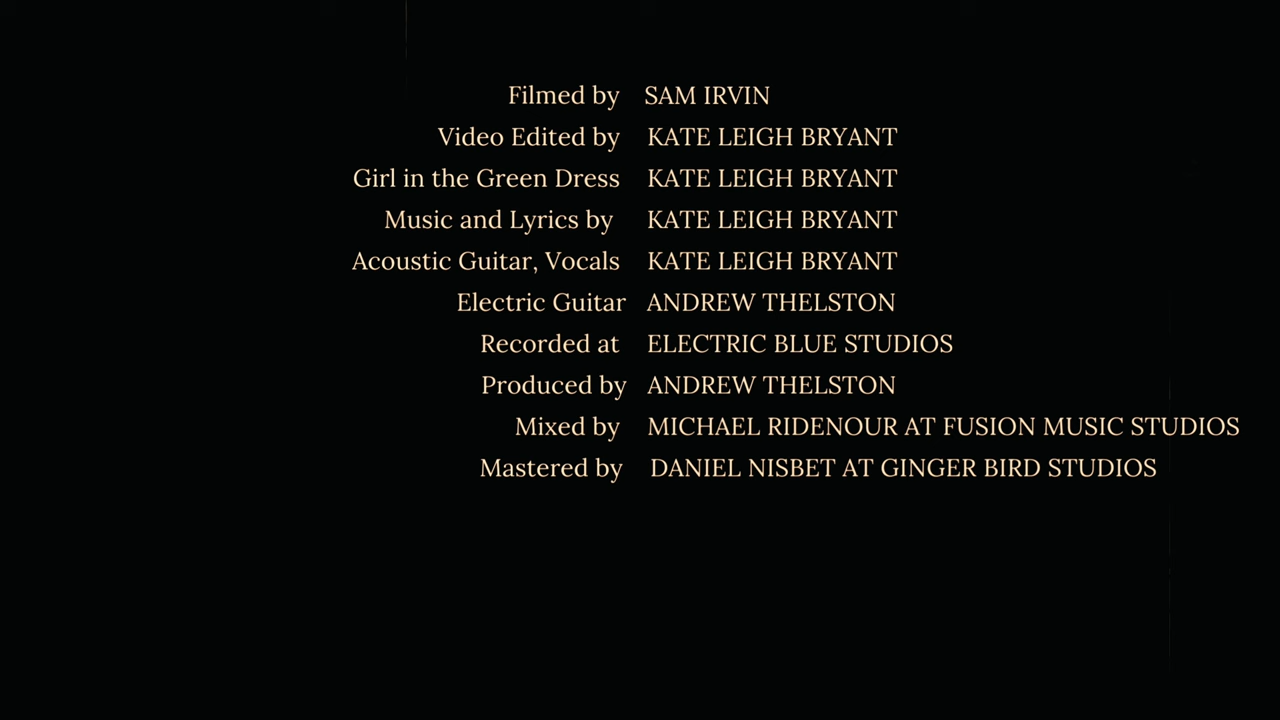 Filmed by SAM IRVIN
Video Edited by KATE LEIGH BRYANT
Girl in the Green Dress KATE LEIGH BRYANT
Music and Lyrics by KATE LEIGH BRYANT
Acoustic Guitar, Vocals KATE LEIGH BRYANT
Electric Guitar ANDREW THELSTON
Recorded at ELECTRIC BLUE STUDIOS
Produced by ANDREW THELSTON
Mixed by MICHAEL RIDENOUR AT FUSION MUSIC STUDIOS
Mastered by DANIEL NISBET AT GINGER BIRD STUDIOS